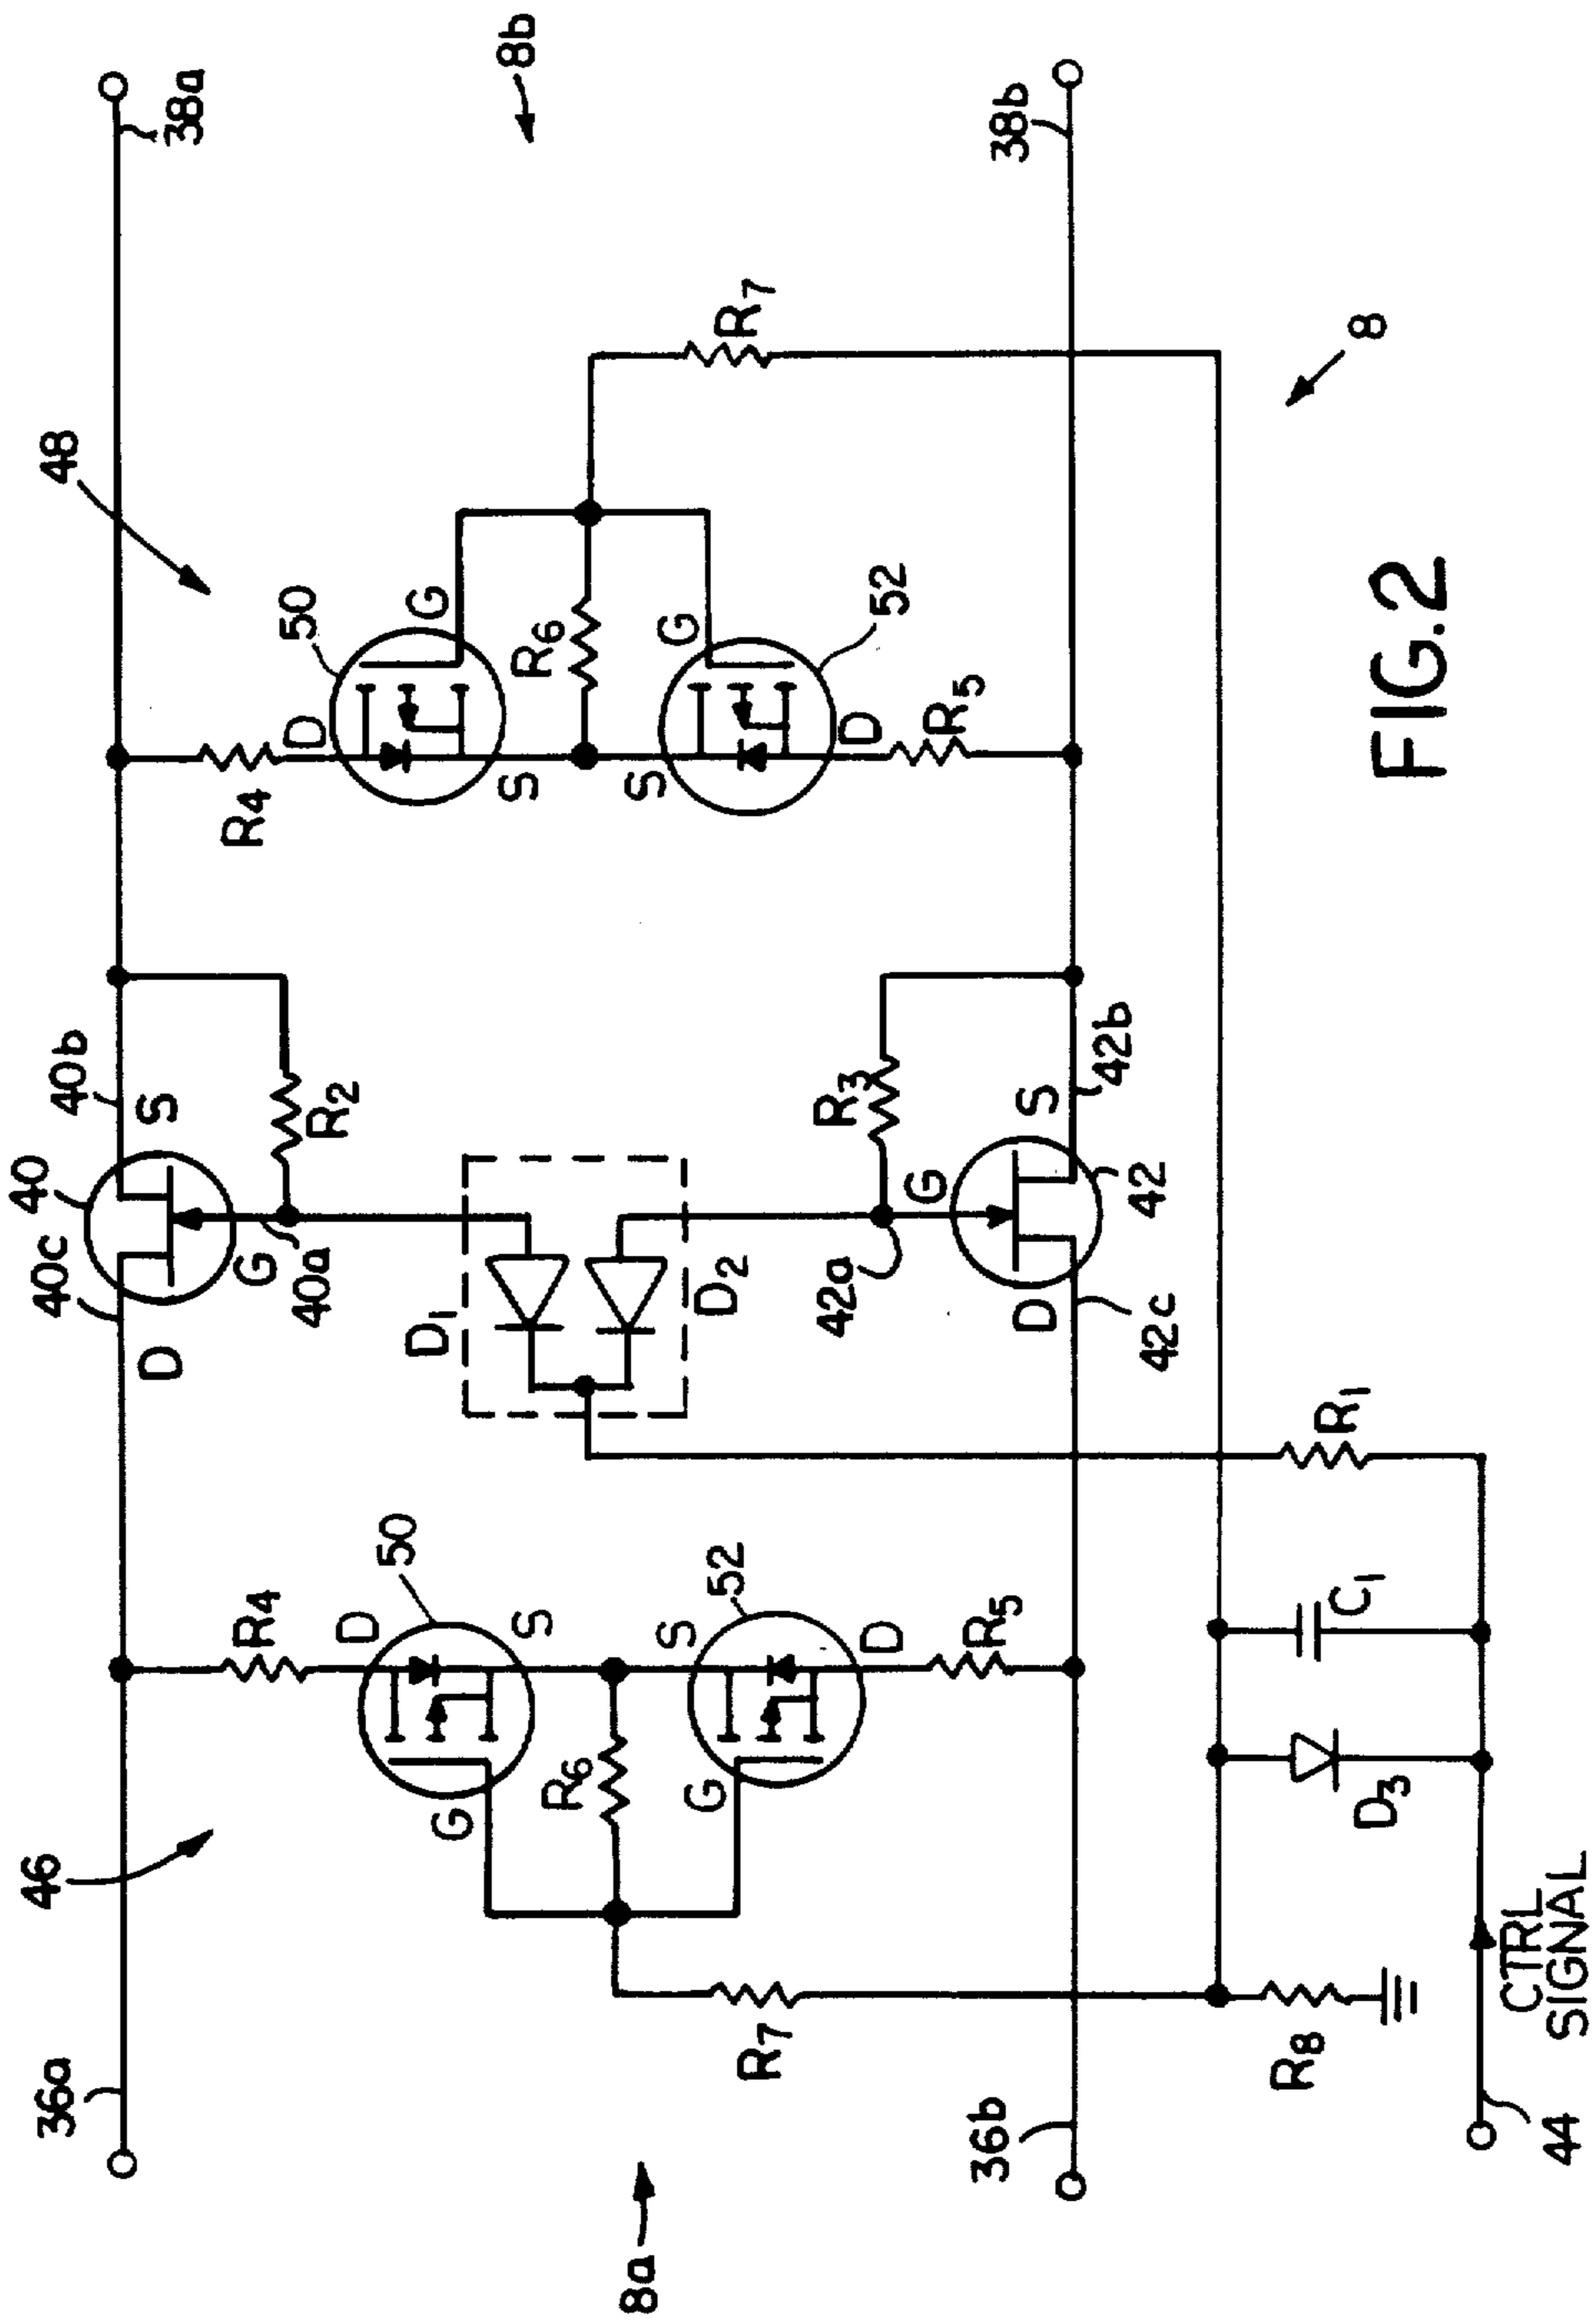 36a
46
40c
40
40b
48
38a
D
S
R4
G
40a
R2
R4
50
50
D
D
G
G
S
S
R6
R6
8a
8b
D1
D2
R3
R7
R7
52
52
S
S
G
G
D
D
R5
R5
42a
G
D
S
36b
42c
42
42b
38b
R8
D3
C1
R1
8
44
CTRL
SIGNAL
FIG.2